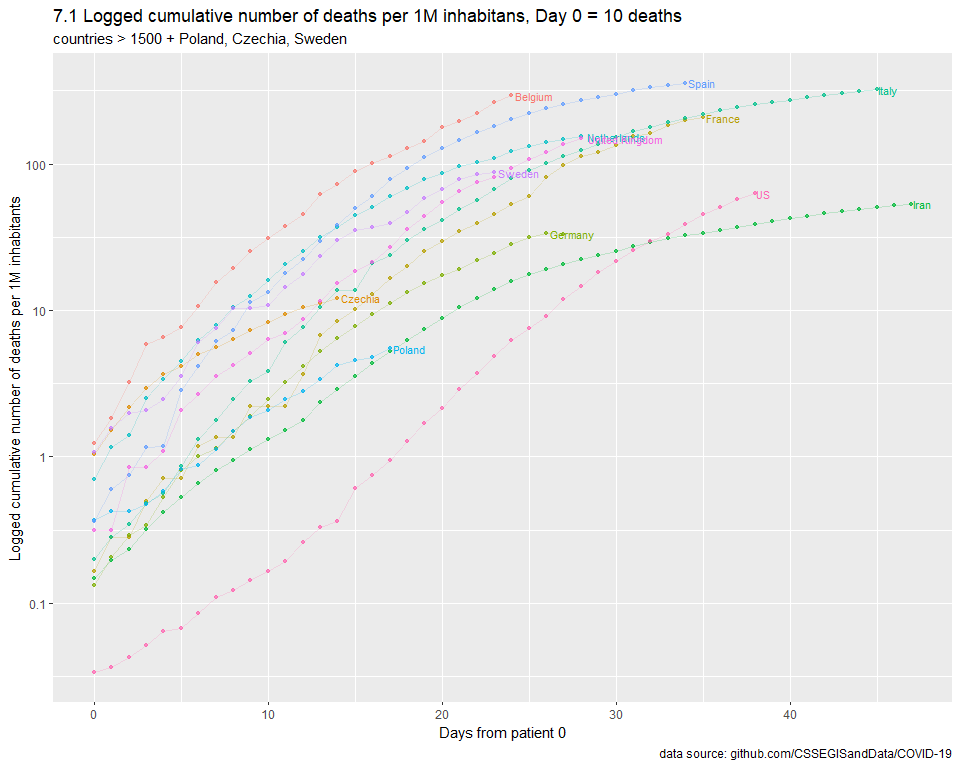 7.1 Logged cumulative number of deaths per 1M inhabitans, Day 0 = 10 deaths
countries > 1500 + Poland, Czechia, Sweden
Logged cumulative number of deaths per 1M inhabitants
100
10
1
0.1
Belgium
Spain
Italy
France
Netherlands
United Kingdom
Sweden
US
Iran
Germany
Czechia
Poland
0
10
20
30
40
Days from patient 0
data source: github.com/CSSEGISandData/COVID-19